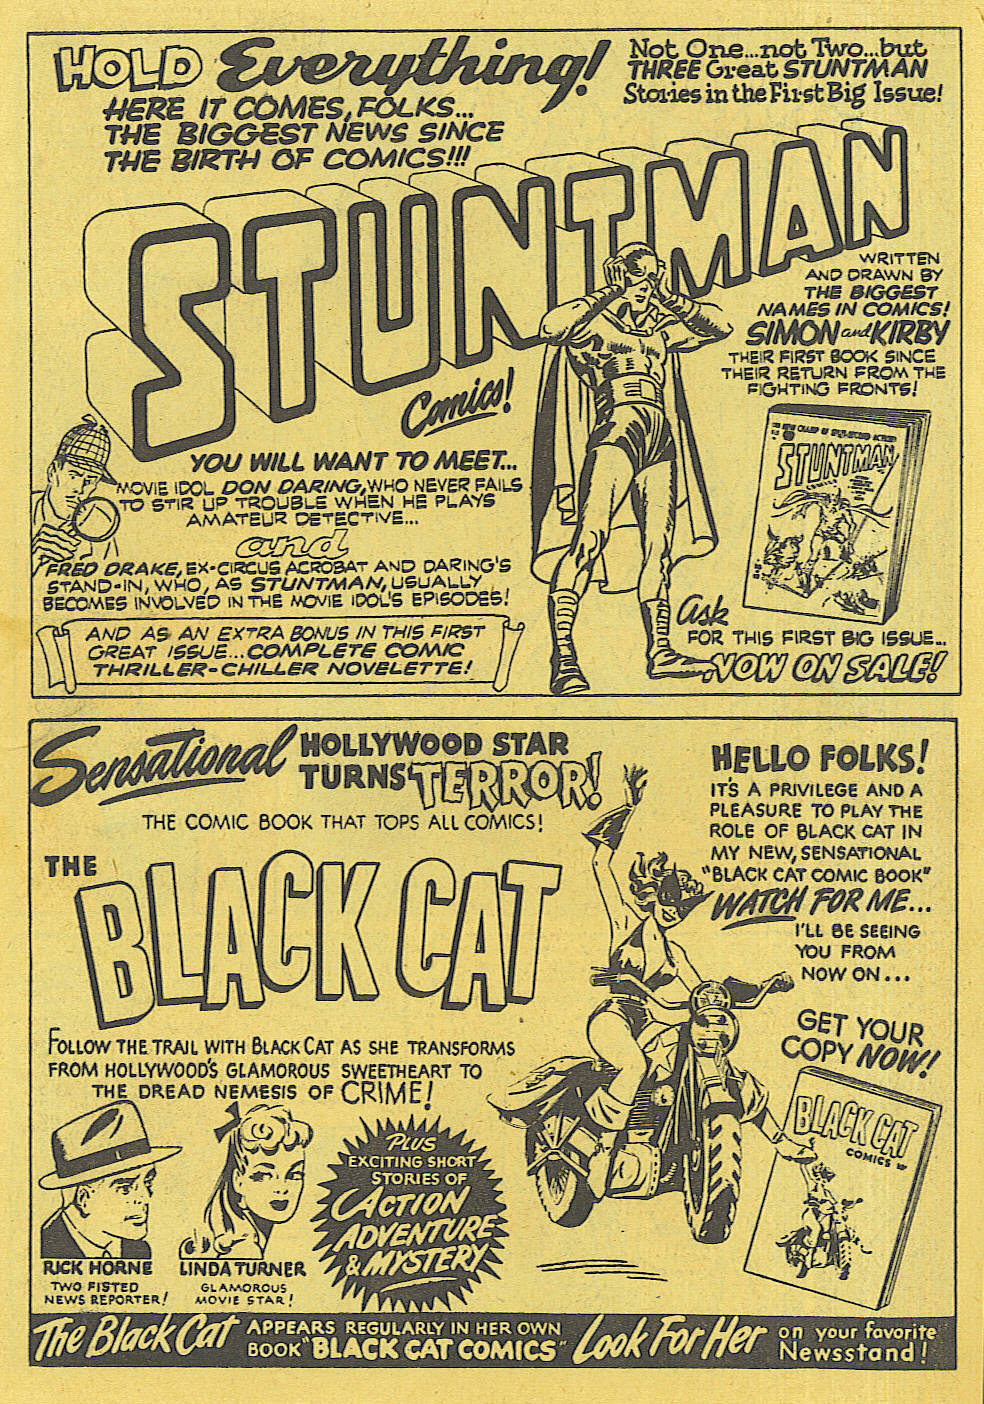 HOLD Everything!
HERE IT COMES, FOLKS...
THE BIGGEST NEWS SINCE
THE BIRTH OF COMICS!!!
Not One...not Two...but
THREE Great STUNTMAN
Stories in the First Big Issue!
STUNTMAN
Comics!
WRITTEN
AND DRAWN BY
THE BIGGEST
NAMES IN COMICS!
SIMON and KIRBY
THEIR FIRST BOOK SINCE
THEIR RETURN FROM THE
FIGHTING FRONTS!
STUNTMAN
YOU WILL WANT TO MEET...
MOVIE IDOL DON DARING, WHO NEVER FAILS
TO STIR UP TROUBLE WHEN HE PLAYS
AMATEUR DETECTIVE...
and
FRED DRAKE, EX-CIRCUS ACROBAT AND DARING'S
STAND-IN, WHO, AS STUNTMAN, USUALLY
BECOMES INVOLVED IN THE MOVIE IDOL'S EPISODES!
AND AS AN EXTRA BONUS IN THIS FIRST
GREAT ISSUE...COMPLETE COMIC
THRILLER-CHILLER NOVELETTE!
Ask
FOR THIS FIRST BIG ISSUE...
NOW ON SALE!
Sensational HOLLYWOOD STAR
TURNS TERROR!
THE COMIC BOOK THAT TOPS ALL COMICS!
THE
BLACK CAT
HELLO FOLKS!
IT'S A PRIVILEGE AND A
PLEASURE TO PLAY THE
ROLE OF BLACK CAT IN
MY NEW, SENSATIONAL
"BLACK CAT COMIC BOOK"
WATCH FOR ME...
I'LL BE SEEING
YOU FROM
NOW ON...
GET YOUR
COPY NOW!
BLACK CAT
COMICS 10¢
FOLLOW THE TRAIL WITH BLACK CAT AS SHE TRANSFORMS
FROM HOLLYWOOD'S GLAMOROUS SWEETHEART TO
THE DREAD NEMESIS OF CRIME!
RICK HORNE
TWO FISTED
NEWS REPORTER!
LINDA TURNER
GLAMOROUS
MOVIE STAR!
PLUS
EXCITING SHORT
STORIES OF
ACTION
ADVENTURE
& MYSTERY
The Black Cat APPEARS REGULARLY IN HER OWN
BOOK "BLACK CAT COMICS" Look For Her on your favorite
Newsstand!